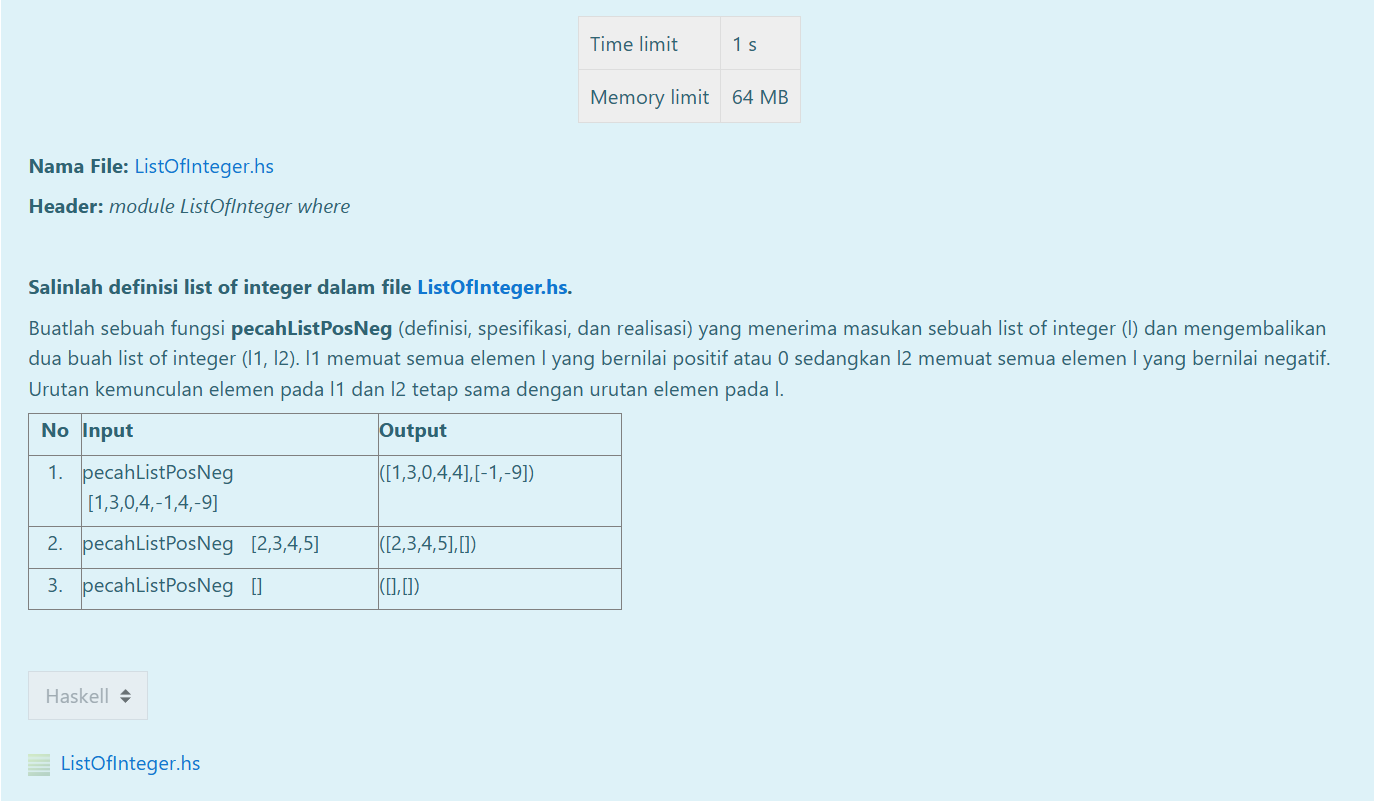 Time limit 1 s
Memory limit 64 MB
Nama File: ListOfInteger.hs
Header: module ListOfInteger where
Salinlah definisi list of integer dalam file ListOfInteger.hs.
Buatlah sebuah fungsi pecahListPosNeg (definisi, spesifikasi, dan realisasi) yang menerima masukan sebuah list of integer (l) dan mengembalikan
dua buah list of integer (l1, l2). l1 memuat semua elemen l yang bernilai positif atau 0 sedangkan l2 memuat semua elemen l yang bernilai negatif.
Urutan kemunculan elemen pada l1 dan l2 tetap sama dengan urutan elemen pada l.
No Input Output
1. pecahListPosNeg ([1,3,0,4,4],[-1,-9])
[1,3,0,4,-1,4,-9]
2. pecahListPosNeg [2,3,4,5] ([2,3,4,5],[])
3. pecahListPosNeg [] ([],[])
Haskell
ListOfInteger.hs